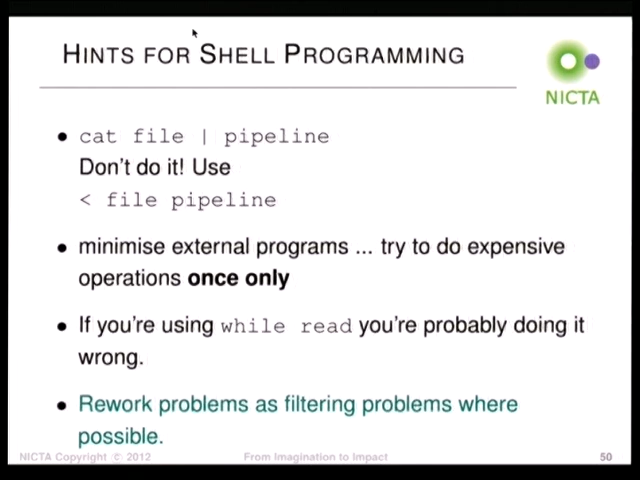 HINTS FOR SHELL PROGRAMMING
NICTA
• cat file | pipeline
Don't do it! Use
< file pipeline
• minimise external programs ... try to do expensive
operations once only
• If you're using while read you're probably doing it
wrong.
• Rework problems as filtering problems where
possible.
NICTA Copyright © 2012
From Imagination to Impact
50